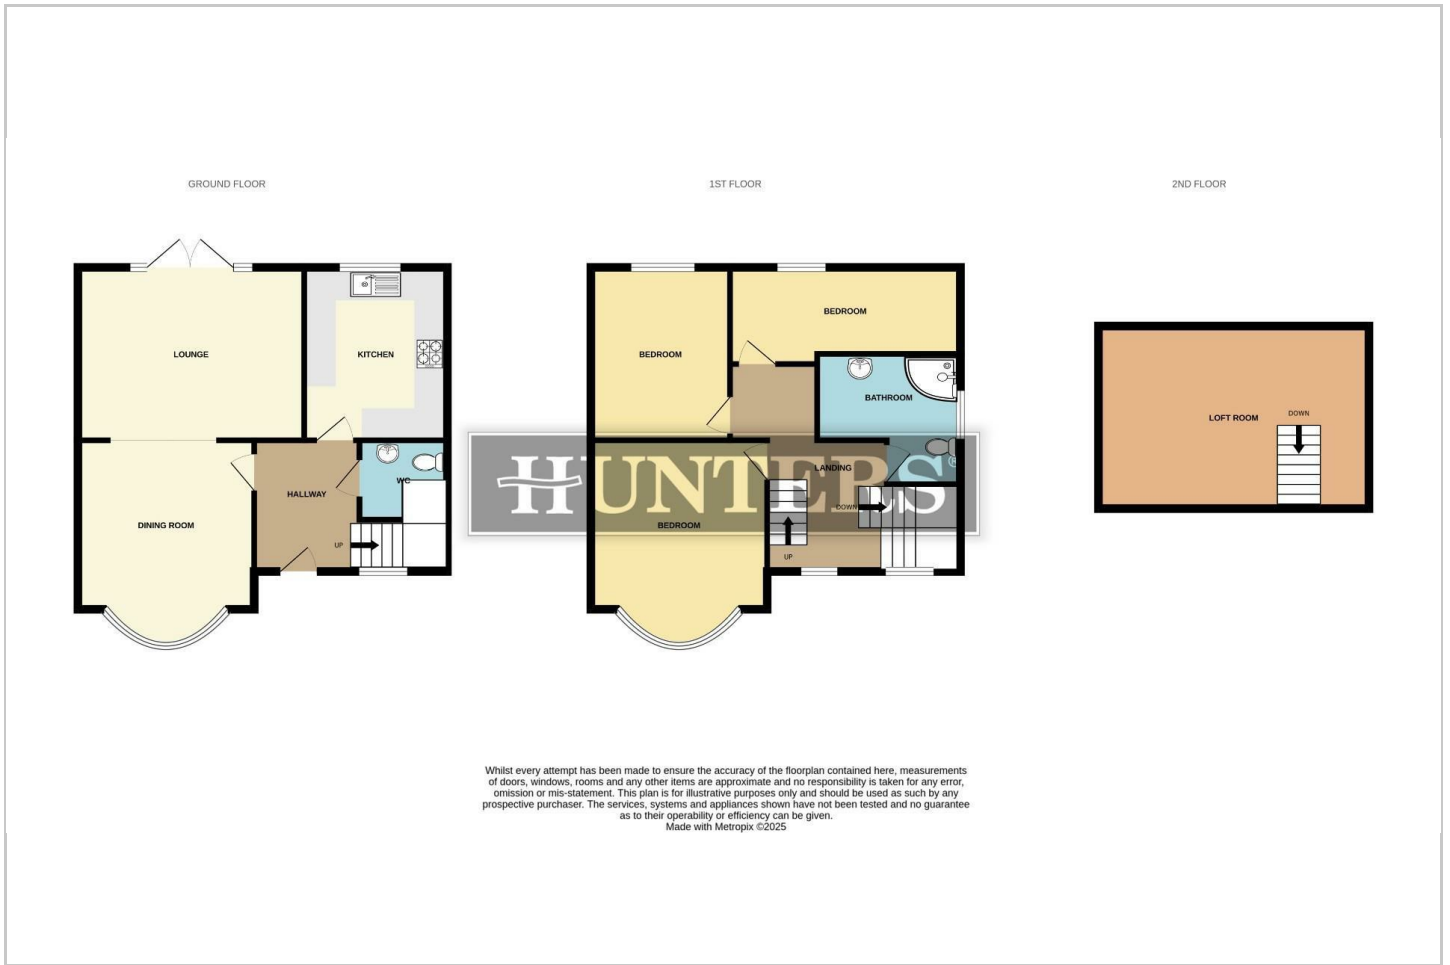 GROUND FLOOR
1ST FLOOR
2ND FLOOR
LOUNGE
KITCHEN
WC
HALLWAY
DINING ROOM
UP
BEDROOM
BEDROOM
BATHROOM
LANDING
DOWN
BEDROOM
UP
LOFT ROOM
DOWN
HUNTERS®
Whilst every attempt has been made to ensure the accuracy of the floorplan contained here, measurements
of doors, windows, rooms and any other items are approximate and no responsibility is taken for any error,
omission or mis-statement. This plan is for illustrative purposes only and should be used as such by any
prospective purchaser. The services, systems and appliances shown have not been tested and no guarantee
as to their operability or efficiency can be given.
Made with Metropix ©2025